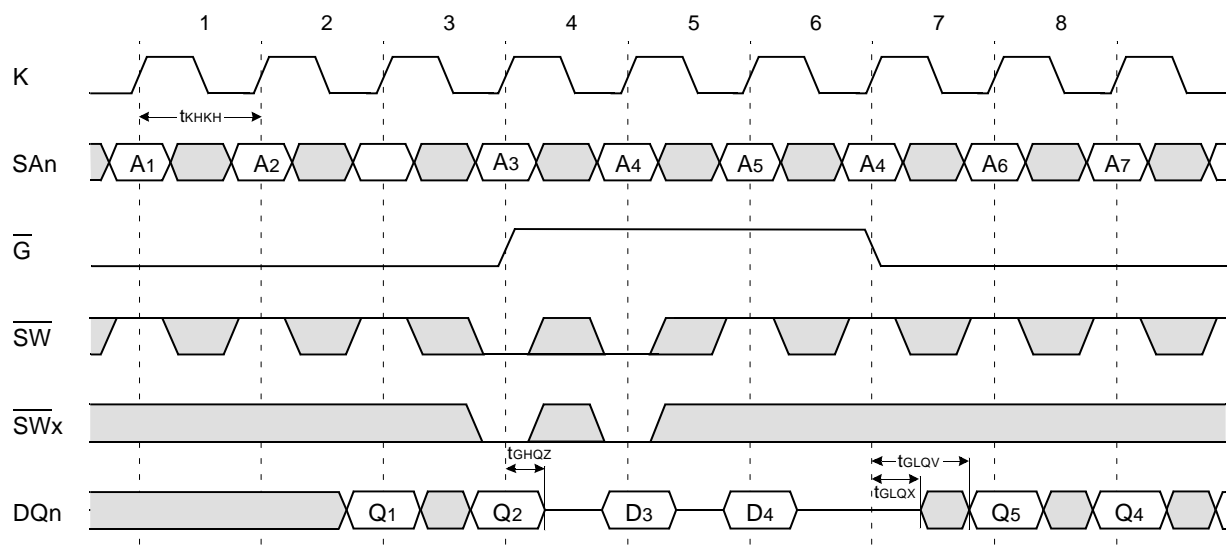 1 2 3 4 5 6 7 8
K
tKHKH
SAn A1 A2 A3 A4 A5 A4 A6 A7
G
SW
SWx
tGHQZ tGLQV
tGLQX
DQn Q1 Q2 D3 D4 Q5 Q4